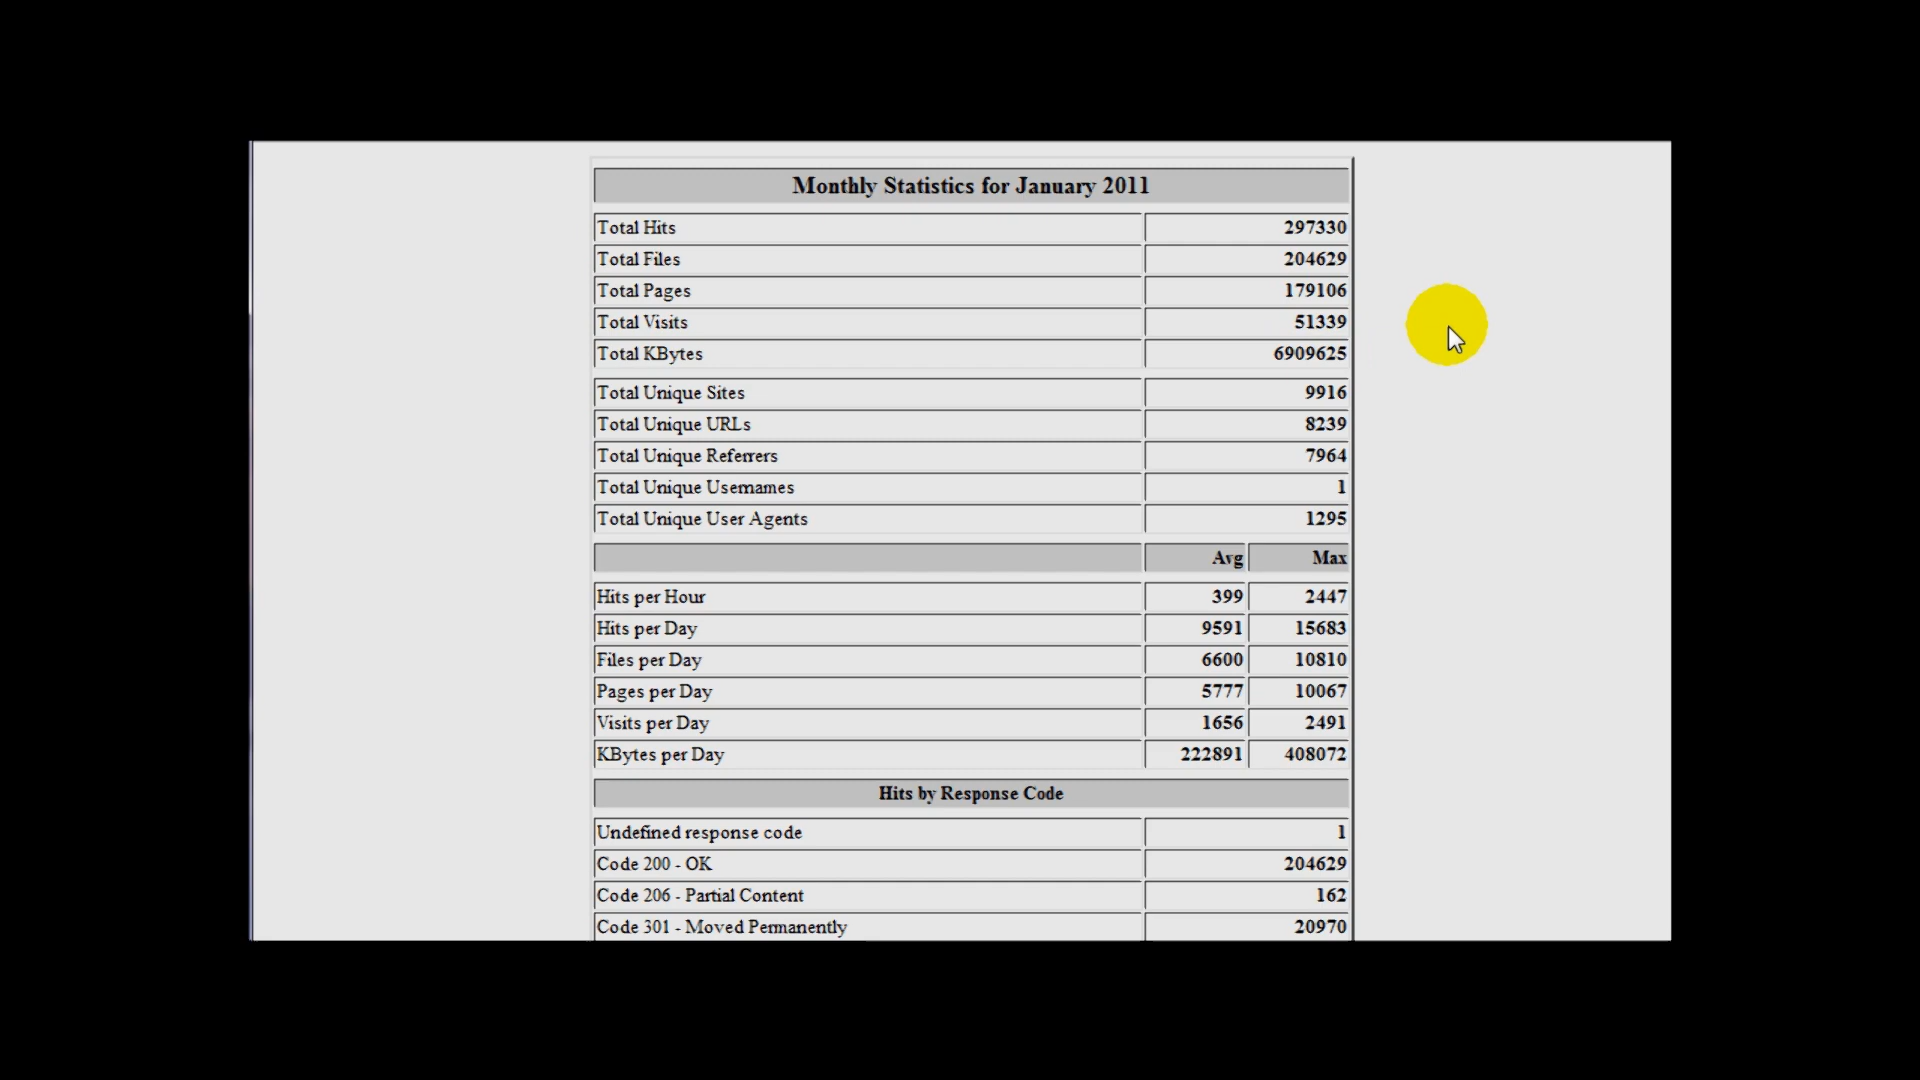 Monthly Statistics for January 2011
Total Hits 297330
Total Files 204629
Total Pages 179106
Total Visits 51339
Total KBytes 6909625
Total Unique Sites 9916
Total Unique URLs 8239
Total Unique Referrers 7964
Total Unique Usernames 1
Total Unique User Agents 1295
Avg Max
Hits per Hour 399 2447
Hits per Day 9591 15683
Files per Day 6600 10810
Pages per Day 5777 10067
Visits per Day 1656 2491
KBytes per Day 222891 408072
Hits by Response Code
Undefined response code 1
Code 200 - OK 204629
Code 206 - Partial Content 162
Code 301 - Moved Permanently 20970